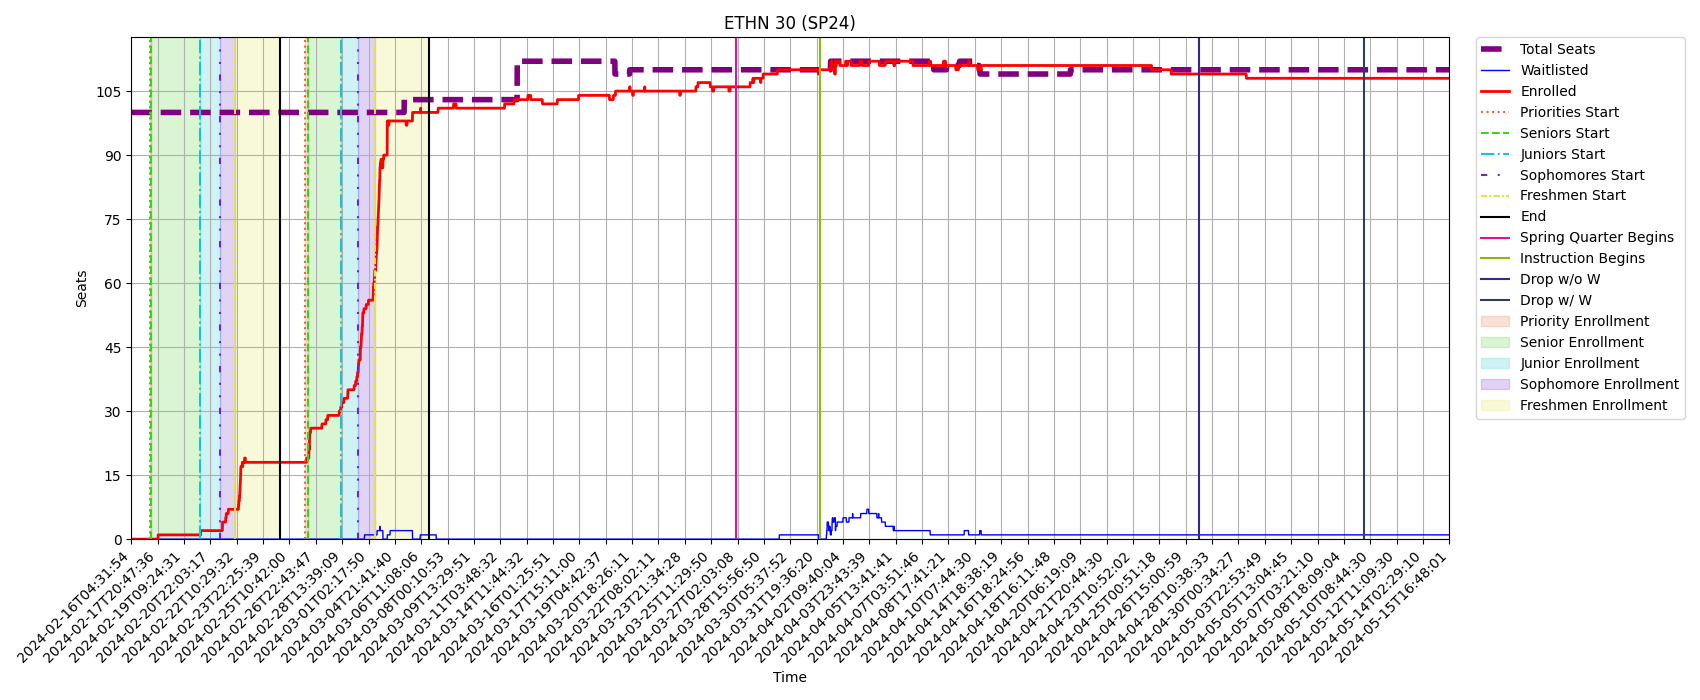 ETHN 30 (SP24)
Seats
105
90
75
60
45
30
15
0
2024-02-16T04:31:54
2024-02-17T20:47:36
2024-02-19T09:24:31
2024-02-20T22:03:17
2024-02-22T10:29:32
2024-02-23T22:25:39
2024-02-25T10:42:00
2024-02-26T22:43:47
2024-02-28T13:39:09
2024-03-01T02:17:50
2024-03-04T21:41:40
2024-03-06T11:08:06
2024-03-08T00:10:53
2024-03-09T13:29:51
2024-03-11T03:48:32
2024-03-14T11:44:32
2024-03-16T01:25:51
2024-03-17T15:11:00
2024-03-19T04:42:37
2024-03-20T18:26:11
2024-03-22T08:02:11
2024-03-23T21:34:28
2024-03-25T11:29:50
2024-03-27T02:03:08
2024-03-28T15:56:50
2024-03-30T05:37:52
2024-03-31T19:36:20
2024-04-02T09:40:04
2024-04-03T23:43:39
2024-04-05T13:41:41
2024-04-07T03:51:46
2024-04-08T17:41:21
2024-04-10T07:44:30
2024-04-14T18:38:19
2024-04-16T18:24:56
2024-04-18T16:11:48
2024-04-20T06:19:09
2024-04-21T20:44:30
2024-04-23T10:52:02
2024-04-25T00:51:18
2024-04-26T15:00:59
2024-04-28T10:38:33
2024-04-30T00:34:27
2024-05-03T22:53:49
2024-05-05T13:04:45
2024-05-07T03:21:10
2024-05-08T18:09:04
2024-05-10T08:44:30
2024-05-12T11:09:30
2024-05-14T02:29:10
2024-05-15T16:48:01
Time
Total Seats
Waitlisted
Enrolled
Priorities Start
Seniors Start
Juniors Start
Sophomores Start
Freshmen Start
End
Spring Quarter Begins
Instruction Begins
Drop w/o W
Drop w/ W
Priority Enrollment
Senior Enrollment
Junior Enrollment
Sophomore Enrollment
Freshmen Enrollment